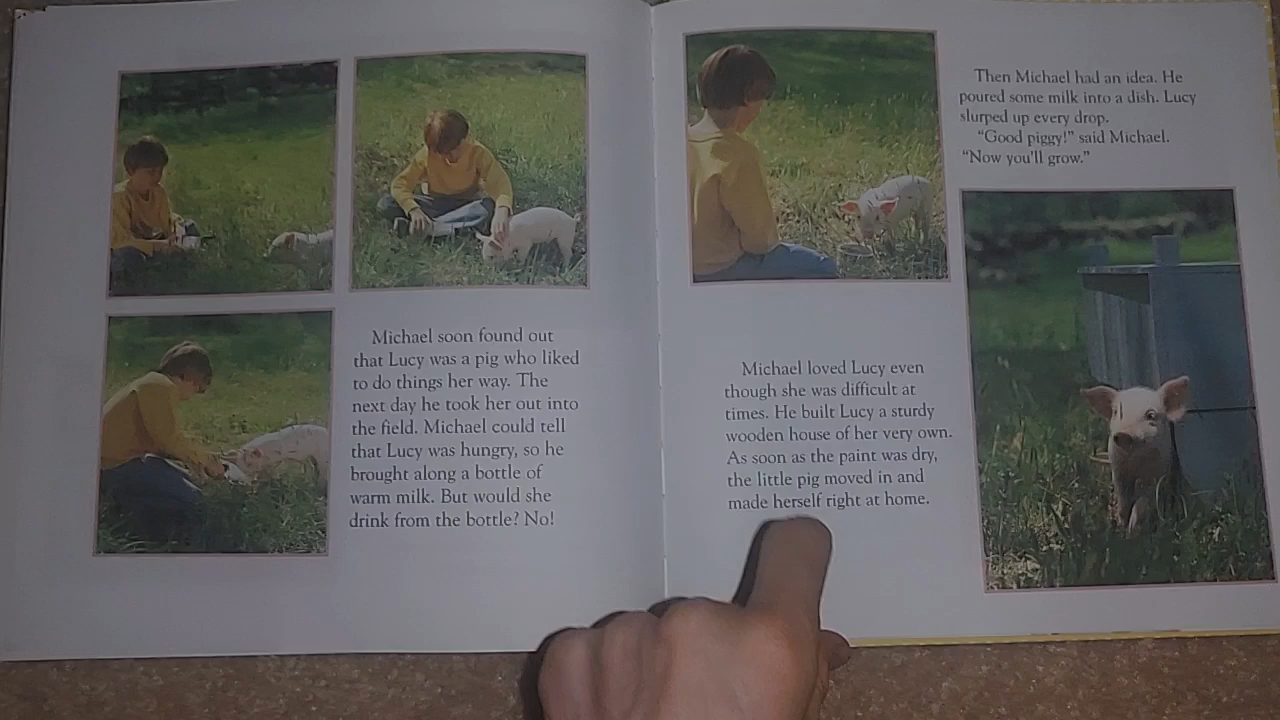 Michael soon found out
that Lucy was a pig who liked
to do things her way. The
next day he took her out into
the field. Michael could tell
that Lucy was hungry, so he
brought along a bottle of
warm milk. But would she
drink from the bottle? No!
Then Michael had an idea. He
poured some milk into a dish. Lucy
slurped up every drop.
“Good piggy!” said Michael.
“Now you'll grow.”
Michael loved Lucy even
though she was difficult at
times. He built Lucy a sturdy
wooden house of her very own.
As soon as the paint was dry,
the little pig moved in and
made herself right at home.